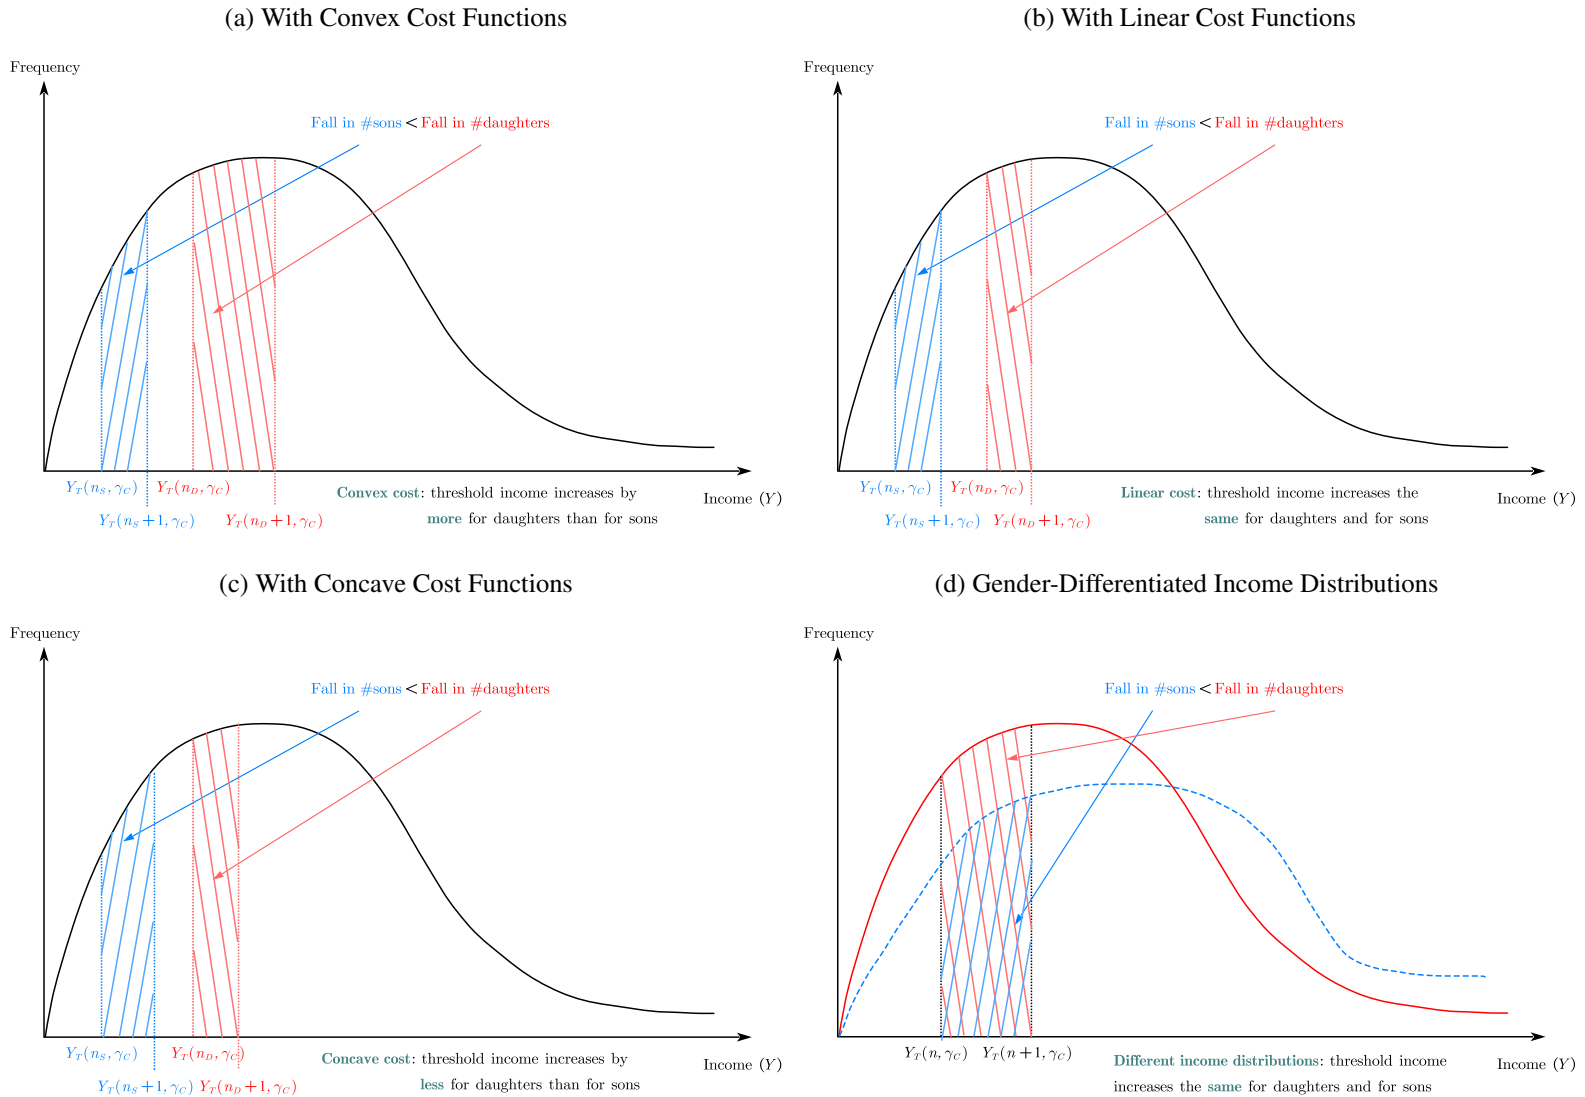 (a) With Convex Cost Functions
Frequency
Fall in #sons < Fall in #daughters
Y_T(n_S, γ_C) Y_T(n_D, γ_C)
Y_T(n_S+1, γ_C) Y_T(n_D+1, γ_C)
Convex cost: threshold income increases by
more for daughters than for sons
Income (Y)
(b) With Linear Cost Functions
Frequency
Fall in #sons < Fall in #daughters
Y_T(n_S, γ_C) Y_T(n_D, γ_C)
Y_T(n_S+1, γ_C) Y_T(n_D+1, γ_C)
Linear cost: threshold income increases the
same for daughters and for sons
Income (Y)
(c) With Concave Cost Functions
Frequency
Fall in #sons < Fall in #daughters
Y_T(n_S, γ_C) Y_T(n_D, γ_C)
Y_T(n_S+1, γ_C) Y_T(n_D+1, γ_C)
Concave cost: threshold income increases by
less for daughters than for sons
Income (Y)
(d) Gender-Differentiated Income Distributions
Frequency
Fall in #sons < Fall in #daughters
Y_T(n, γ_C) Y_T(n+1, γ_C)
Different income distributions: threshold income
increases the same for daughters and for sons
Income (Y)